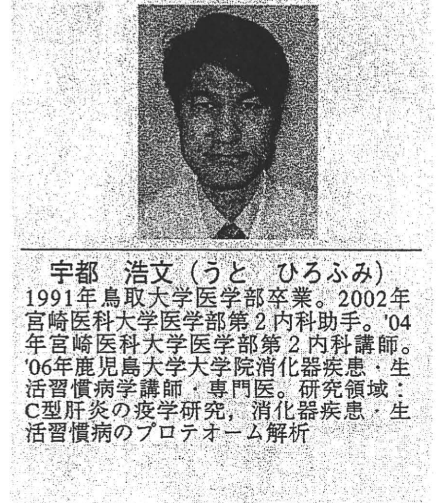 宇都　浩文（うと　ひろふみ）
1991年鳥取大学医学部卒業。2002年
宮崎医科大学医学部第２内科助手。'04
年宮崎医科大学医学部第２内科講師。
'06年鹿児島大学大学院消化器疾患・生
活習慣病学講師・専門医。研究領域：
C型肝炎の疫学研究，消化器疾患・生
活習慣病のプロテオーム解析